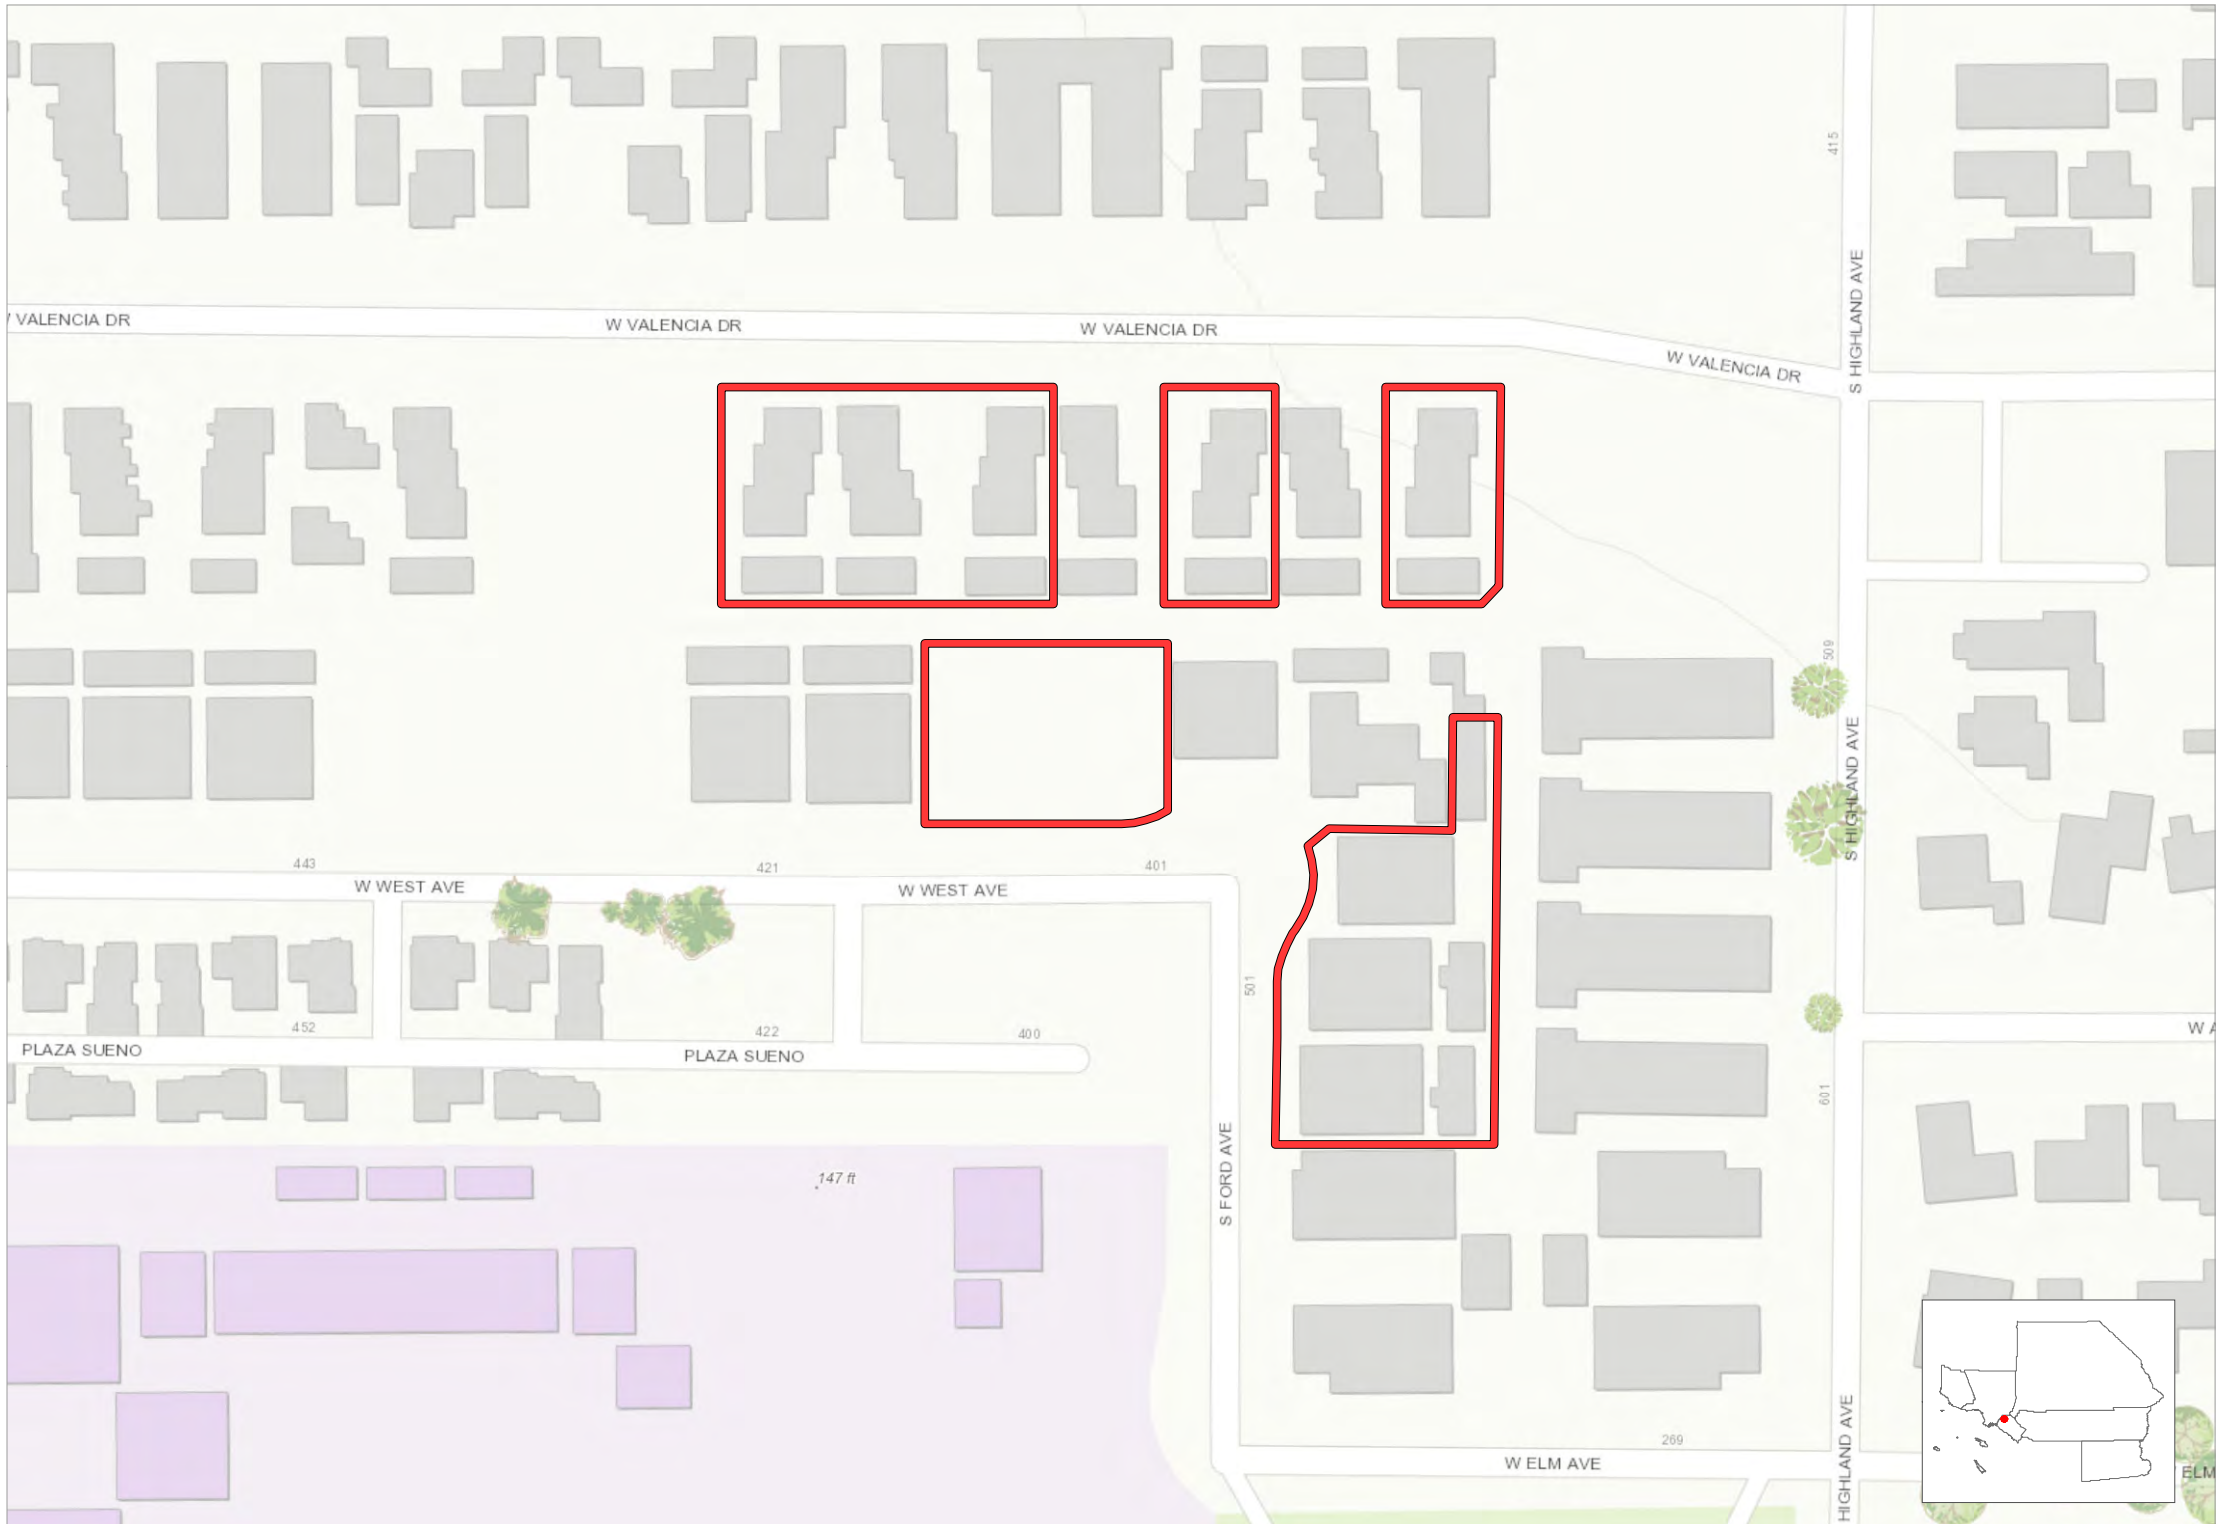 415
S HIGHLAND AVE
VALENCIA DR
W VALENCIA DR
W VALENCIA DR
W VALENCIA DR
509
S HIGHLAND AVE
443
421
401
W WEST AVE
W WEST AVE
501
452
422
400
PLAZA SUENO
PLAZA SUENO
W A
601
147 ft
S FORD AVE
269
W ELM AVE
HIGHLAND AVE
ELM